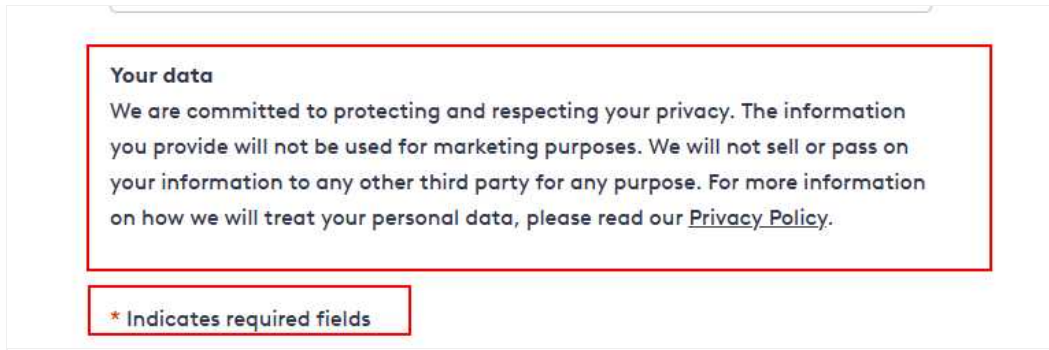 Your data
We are committed to protecting and respecting your privacy. The information
you provide will not be used for marketing purposes. We will not sell or pass on
your information to any other third party for any purpose. For more information
on how we will treat your personal data, please read our Privacy Policy.
* Indicates required fields